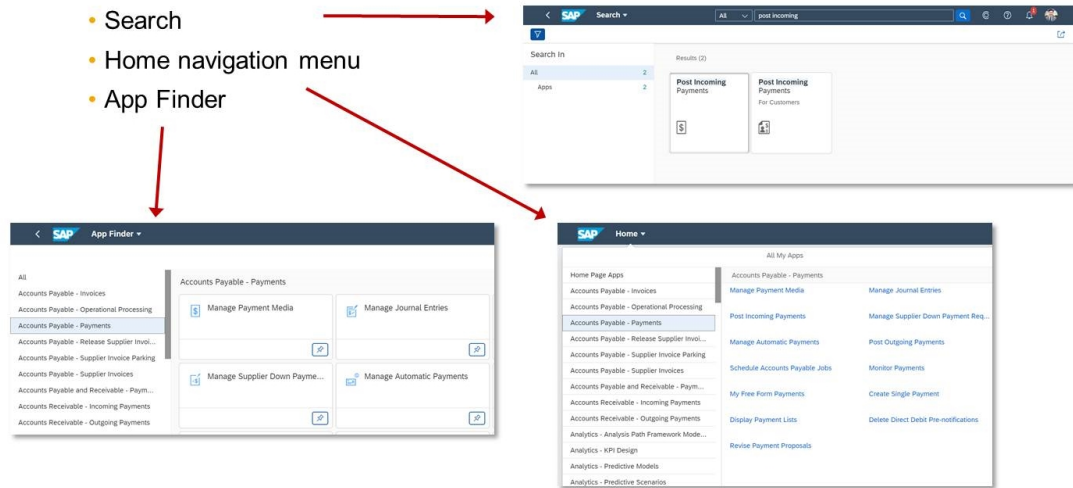 • Search
• Home navigation menu
• App Finder
SAP Search
All post incoming
Search In
All 2
Apps 2
Results (2)
Post Incoming
Payments
Post Incoming
Payments
For Customers
SAP App Finder
All
Accounts Payable - Invoices
Accounts Payable - Operational Processing
Accounts Payable - Payments
Accounts Payable - Release Supplier Invoi...
Accounts Payable - Supplier Invoice Parking
Accounts Payable - Supplier Invoices
Accounts Payable and Receivable - Paym...
Accounts Receivable - Incoming Payments
Accounts Receivable - Outgoing Payments
Accounts Payable - Payments
Manage Payment Media
Manage Journal Entries
Manage Supplier Down Payme...
Manage Automatic Payments
SAP Home
All My Apps
Home Page Apps
Accounts Payable - Invoices
Accounts Payable - Operational Processing
Accounts Payable - Payments
Accounts Payable - Release Supplier Invoi...
Accounts Payable - Supplier Invoice Parking
Accounts Payable - Supplier Invoices
Accounts Payable and Receivable - Paym...
Accounts Receivable - Incoming Payments
Accounts Receivable - Outgoing Payments
Analytics - Analysis Path Framework Mode...
Analytics - KPI Design
Analytics - Predictive Models
Analytics - Predictive Scenarios
Accounts Payable - Payments
Manage Payment Media
Manage Journal Entries
Post Incoming Payments
Manage Supplier Down Payment Req...
Manage Automatic Payments
Post Outgoing Payments
Schedule Accounts Payable Jobs
Monitor Payments
My Free Form Payments
Create Single Payment
Display Payment Lists
Delete Direct Debit Pre-notifications
Revise Payment Proposals